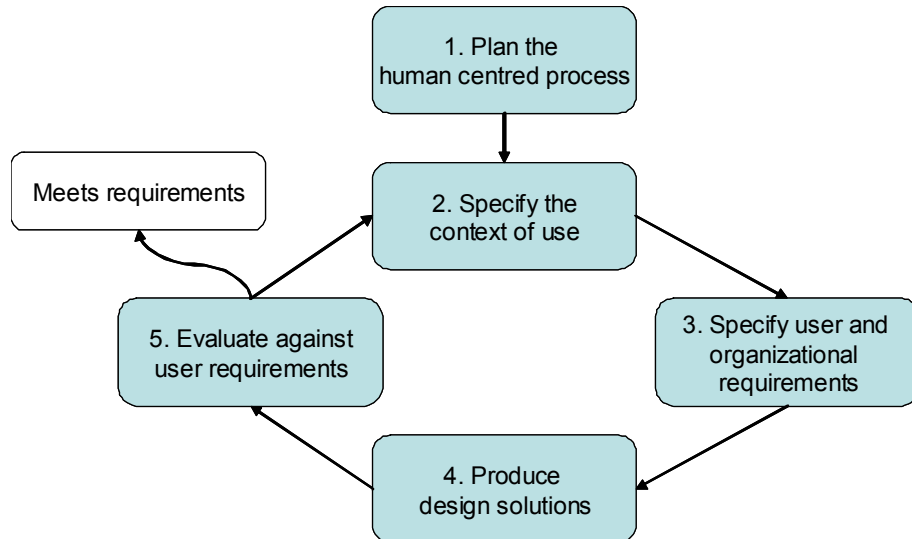 1. Plan the
human centred process
Meets requirements
2. Specify the
context of use
5. Evaluate against
user requirements
3. Specify user and
organizational
requirements
4. Produce
design solutions